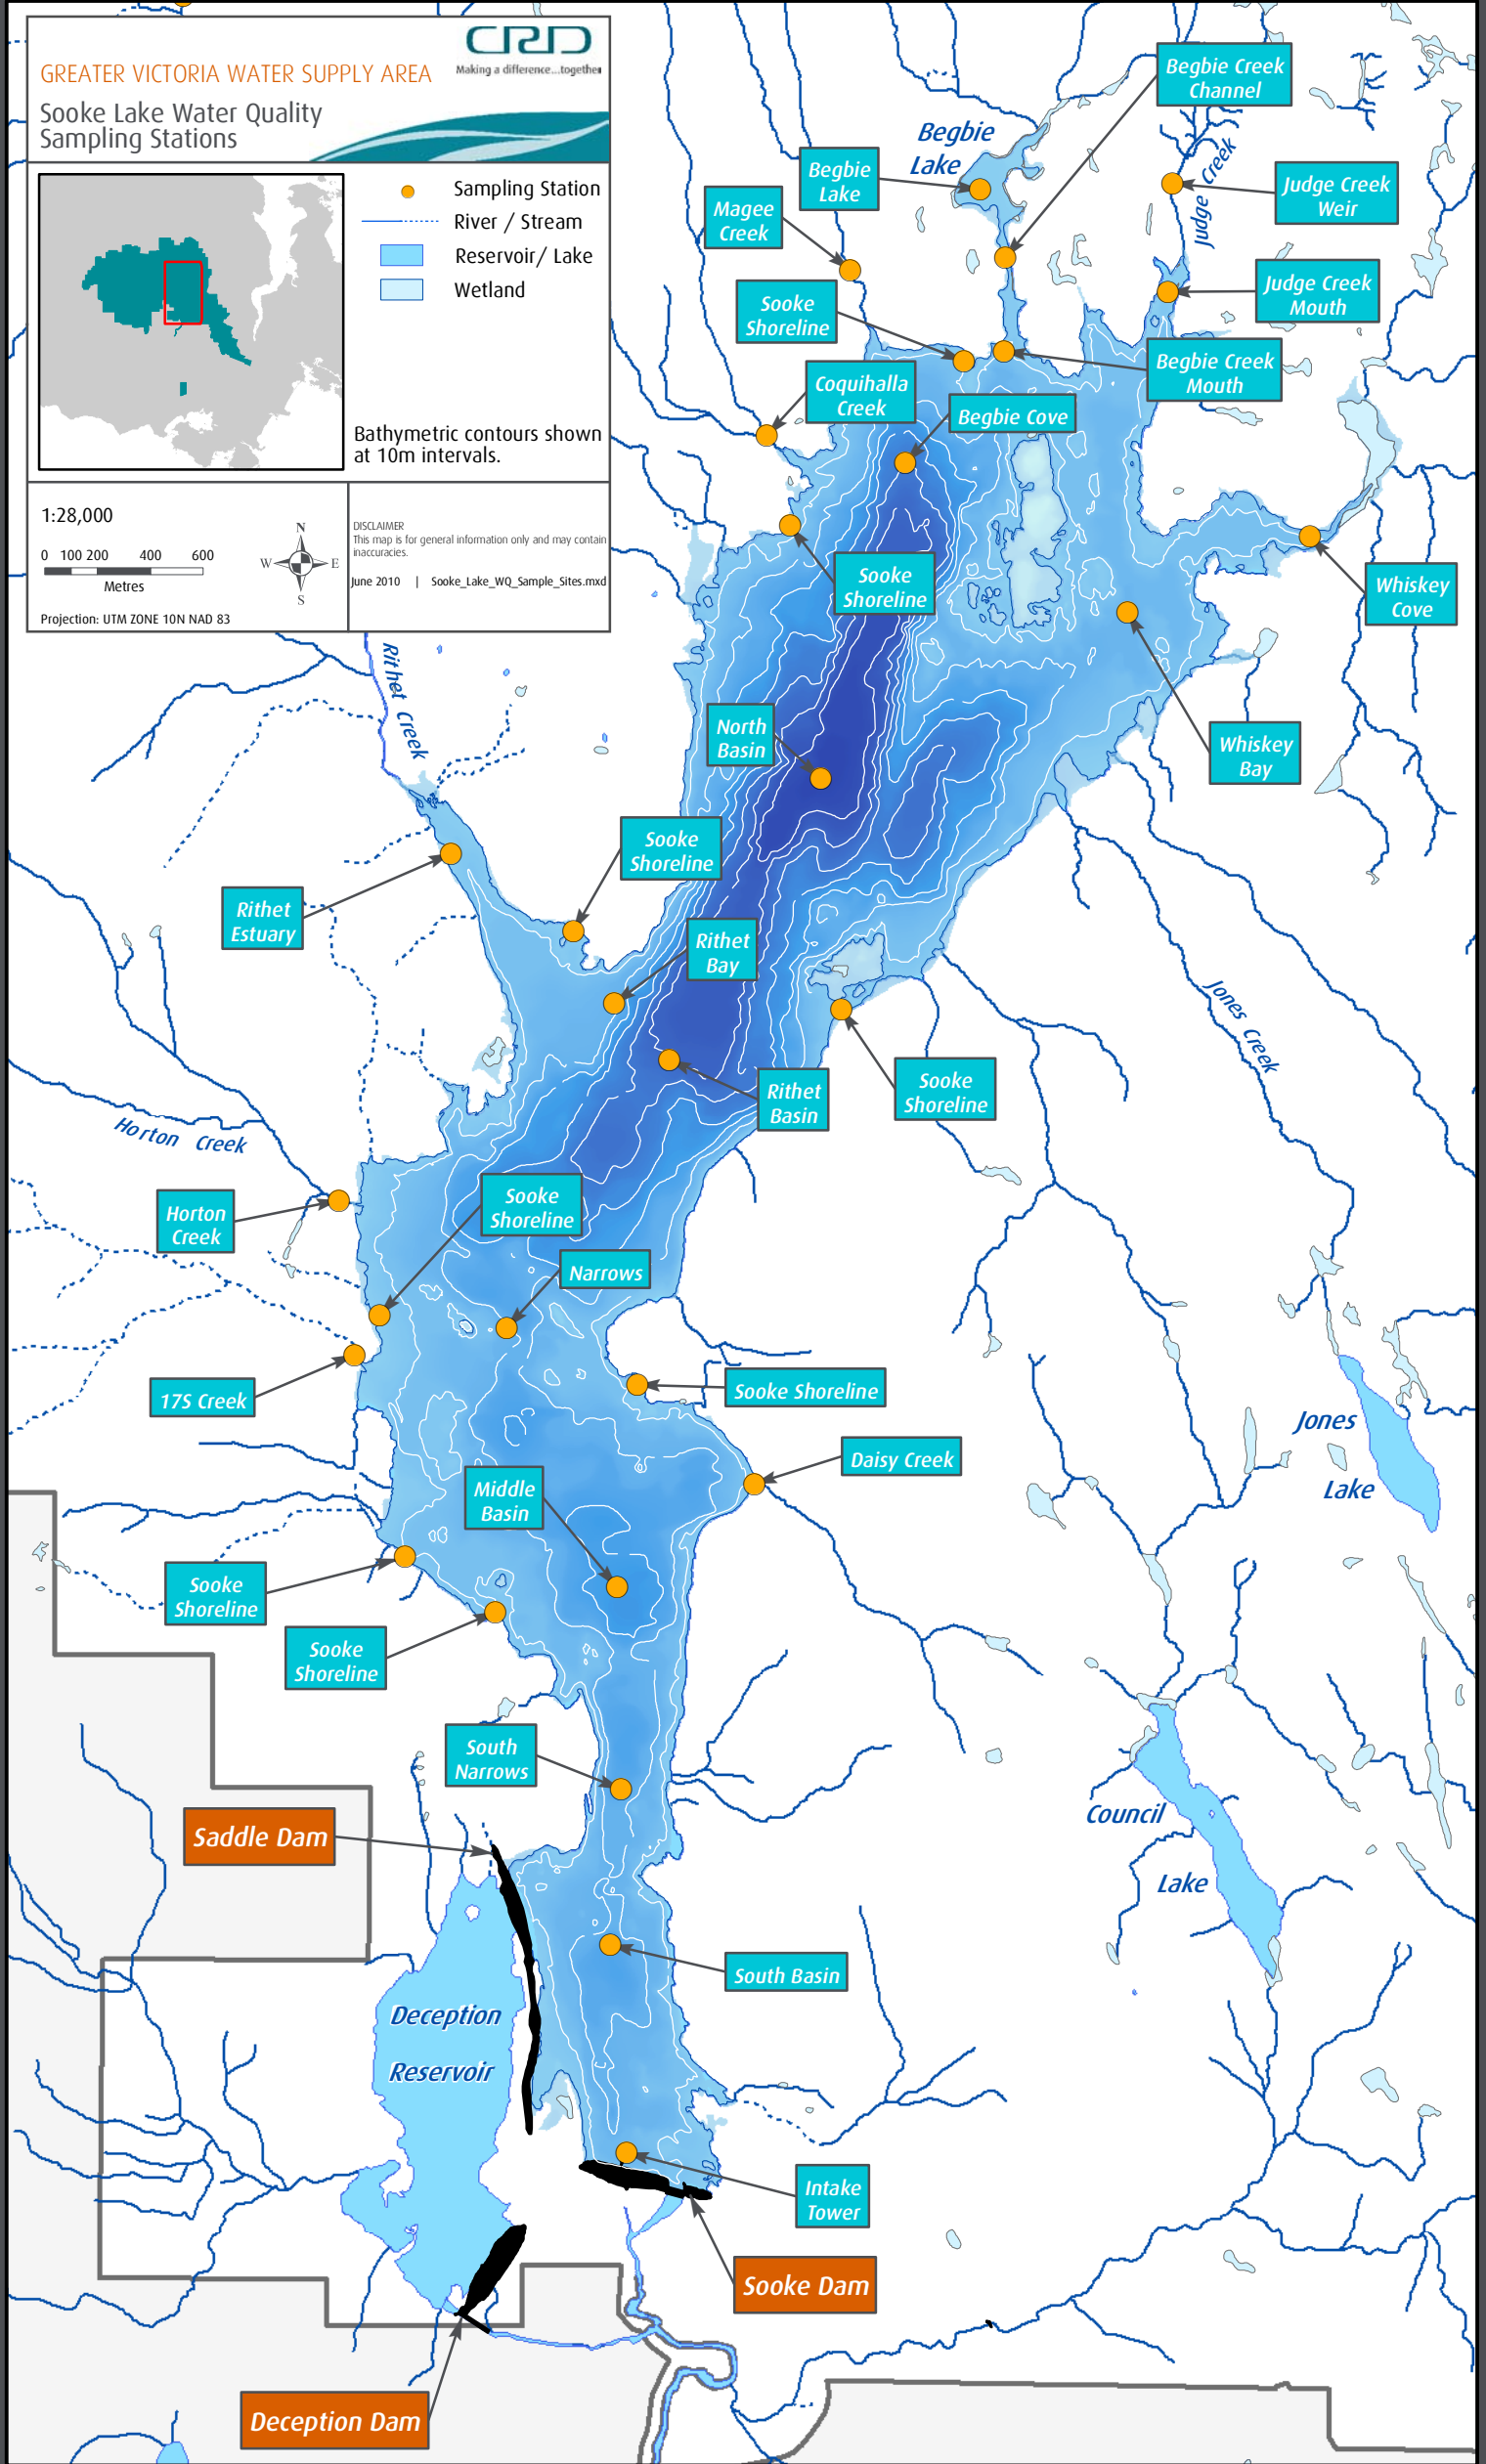 CRD
Making a difference...together
GREATER VICTORIA WATER SUPPLY AREA
Sooke Lake Water Quality
Sampling Stations
Sampling Station
River / Stream
Reservoir/ Lake
Wetland
Bathymetric contours shown
at 10m intervals.
1:28,000
0 100 200 400 600
Metres
Projection: UTM ZONE 10N NAD 83
N
W
E
S
DISCLAIMER
This map is for general information only and may contain
inaccuracies.
June 2010 | Sooke_Lake_WQ_Sample_Sites.mxd
Begbie Creek
Channel
Begbie
Lake
Begbie
Lake
Judge Creek
Judge Creek
Weir
Magee
Creek
Sooke
Shoreline
Judge Creek
Mouth
Begbie Creek
Mouth
Coquihalla
Creek
Begbie Cove
Sooke
Shoreline
Whiskey
Cove
Rithet Creek
North
Basin
Whiskey
Bay
Sooke
Shoreline
Rithet
Estuary
Rithet
Bay
Jones Creek
Sooke
Shoreline
Rithet
Basin
Horton Creek
Sooke
Shoreline
Horton
Creek
Narrows
17S Creek
Sooke Shoreline
Jones
Lake
Daisy Creek
Middle
Basin
Sooke
Shoreline
Sooke
Shoreline
South
Narrows
Council
Lake
Saddle Dam
South Basin
Deception
Reservoir
Intake
Tower
Sooke Dam
Deception Dam